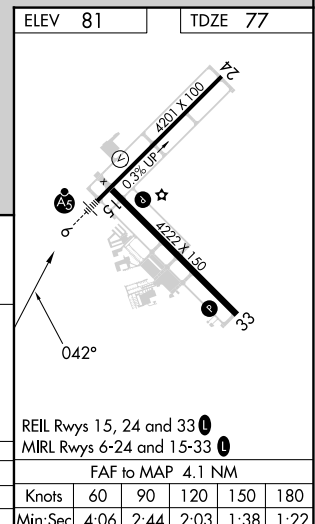 ELEV 81 TDZE 77
24
4201 X 100
V
0.3% UP
P
A5
15
6
4222 X 150
P
33
042°
REIL Rwys 15, 24 and 33 L
MIRL Rwys 6-24 and 15-33 L
FAF to MAP 4.1 NM
Knots 60 90 120 150 180
Min:Sec 4:06 2:44 2:03 1:38 1:22